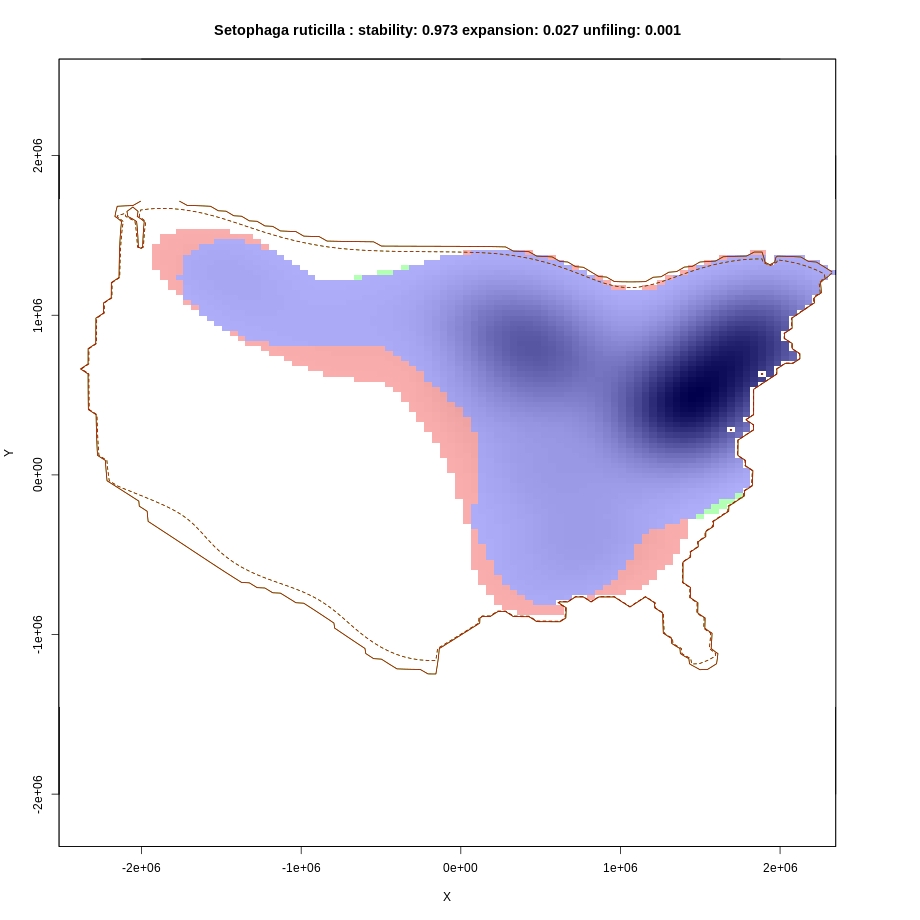 Setophaga ruticilla : stability: 0.973 expansion: 0.027 unfiling: 0.001
2e+06
1e+06
0e+00
-1e+06
-2e+06
Y
-2e+06 -1e+06 0e+00 1e+06 2e+06
X